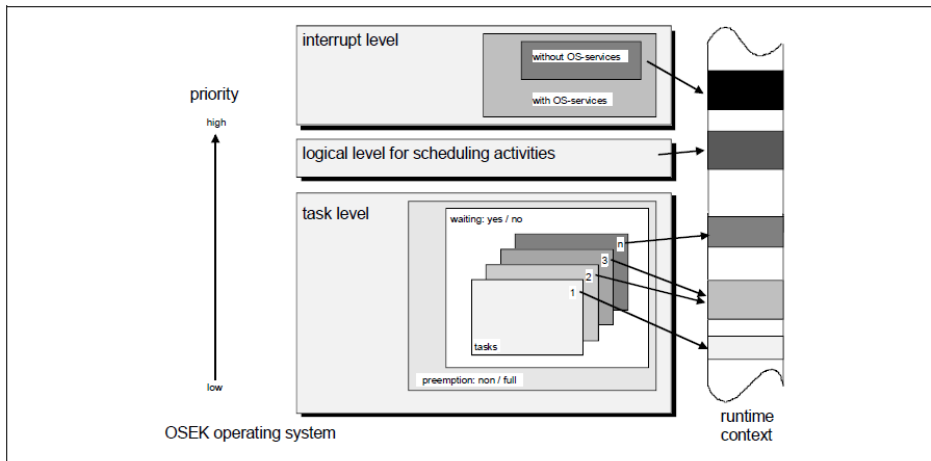 interrupt level
without OS-services
with OS-services
priority
high
logical level for scheduling activities
task level
waiting: yes / no
n
3
2
1
tasks
preemption: non / full
low
OSEK operating system
runtime
context